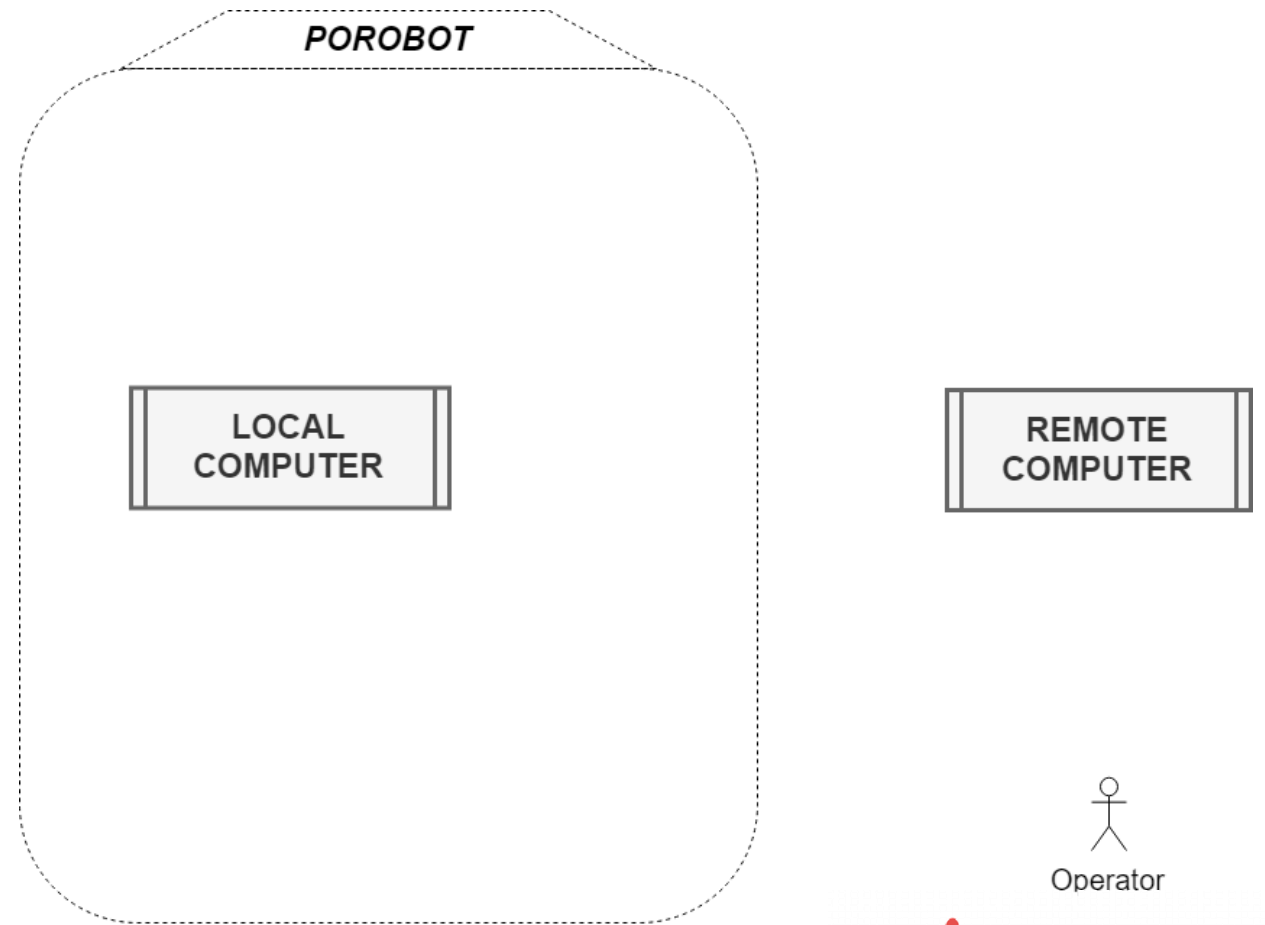 POROBOT
LOCAL
COMPUTER
REMOTE
COMPUTER
Operator